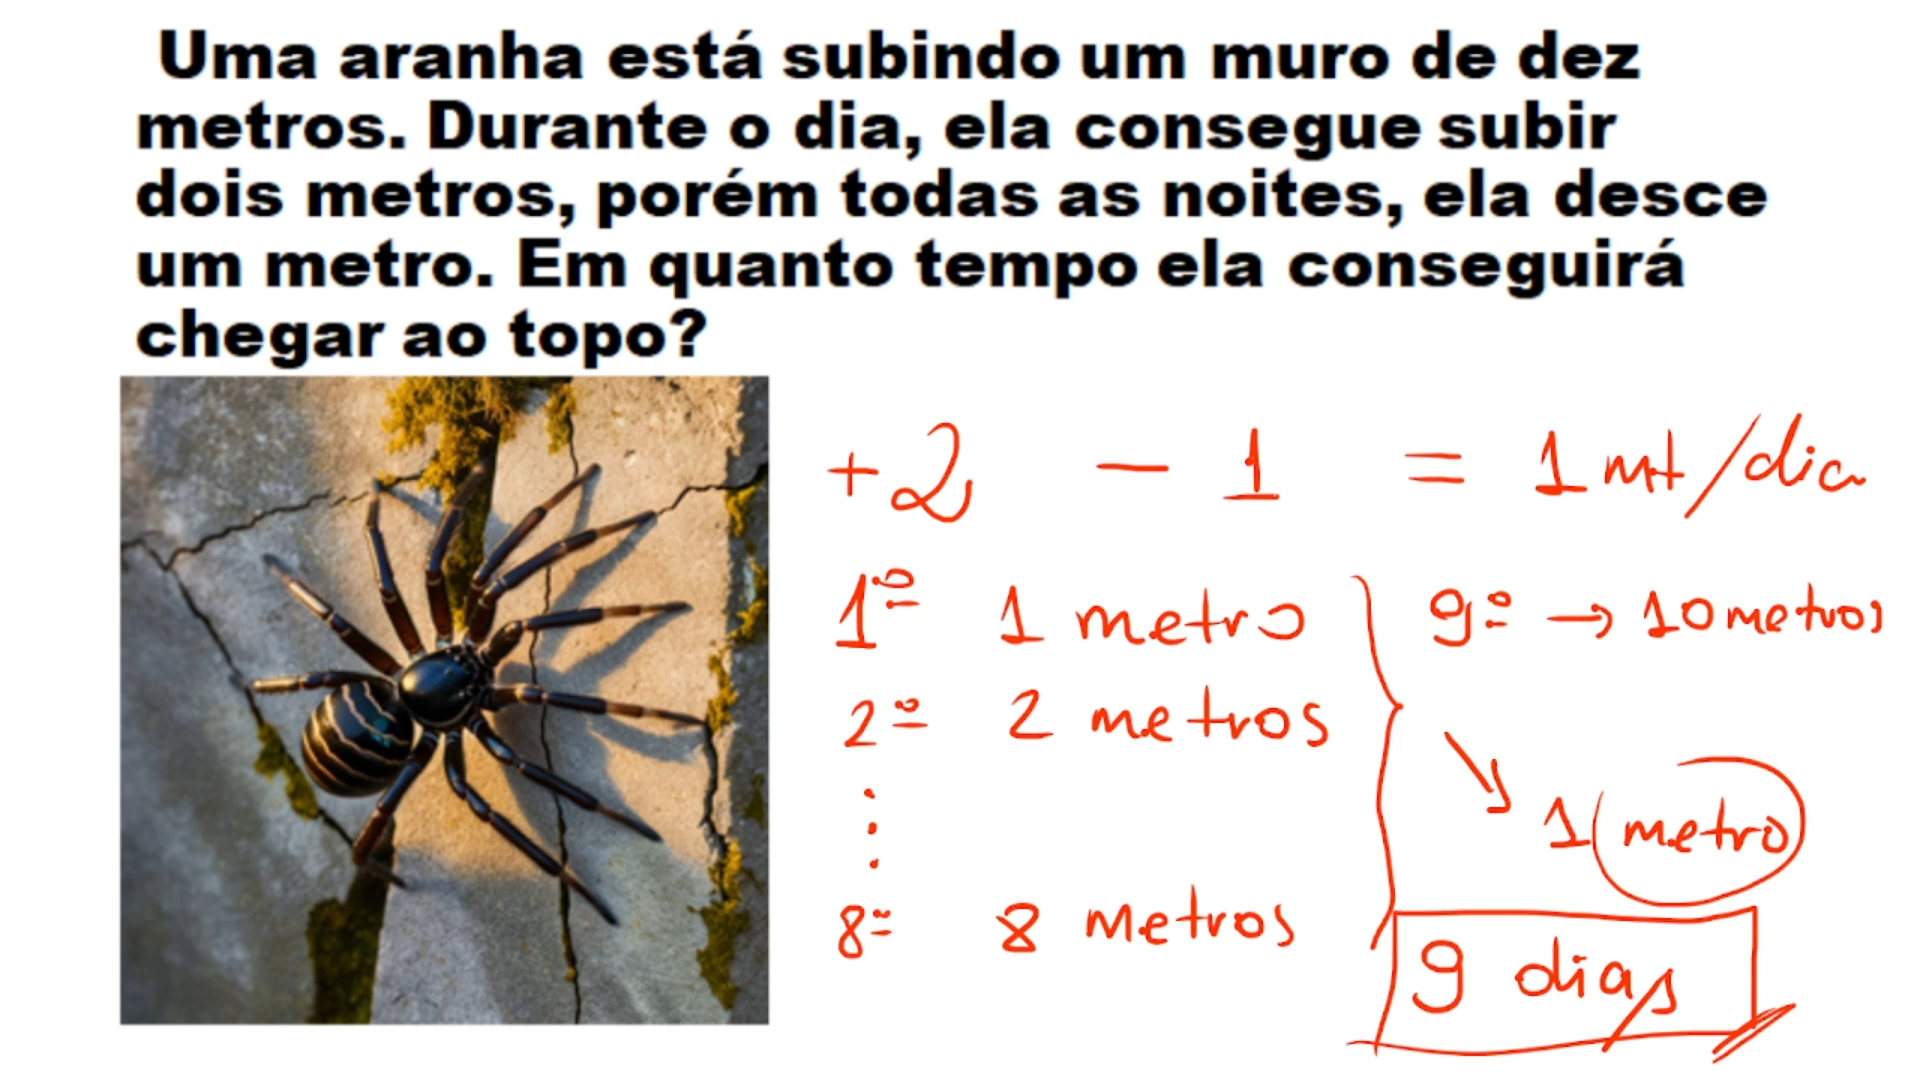 Uma aranha está subindo um muro de dez
metros. Durante o dia, ela consegue subir
dois metros, porém todas as noites, ela desce
um metro. Em quanto tempo ela conseguirá
chegar ao topo?
+2 - 1 = 1 mt/dia
1º 1 metro
2º 2 metros
⋮
8º 8 metros
9º → 10 metros
1 metro
9 dias